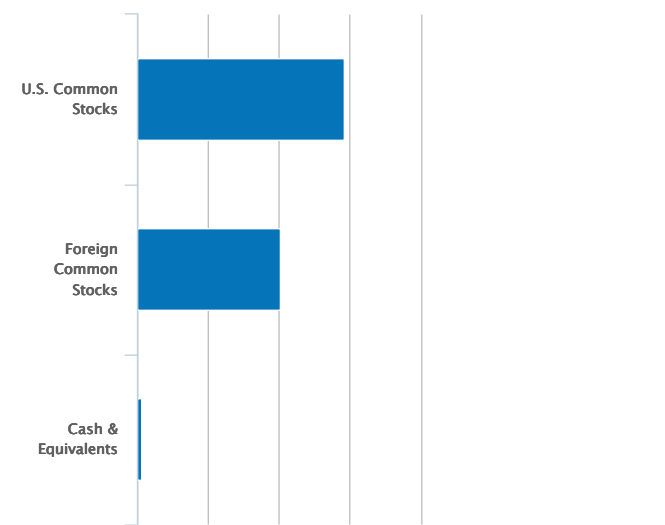 U.S. Common
Stocks
Foreign
Common
Stocks
Cash &
Equivalents